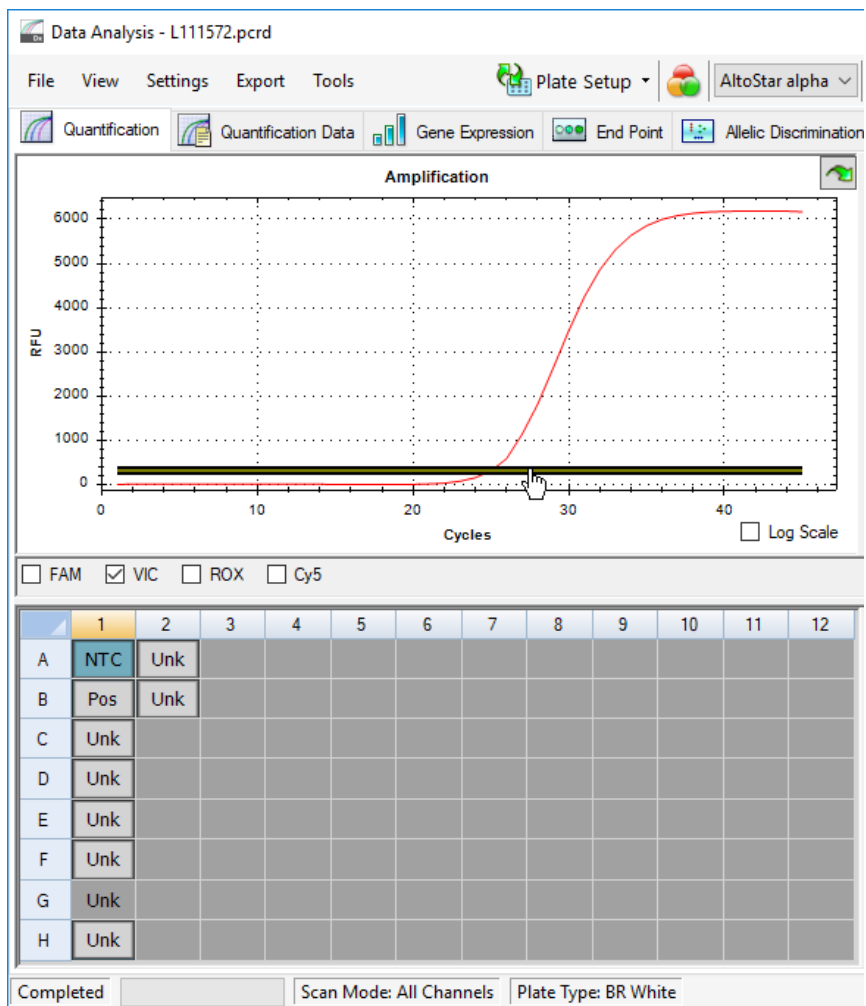 Data Analysis - L111572.pcrd
File View Settings Export Tools Plate Setup AltoStar alpha
Quantification Quantification Data Gene Expression End Point Allelic Discrimination
Amplification
6000
5000
4000
3000
2000
1000
0
RFU
0 10 20 30 40
Cycles
Log Scale
FAM VIC ROX Cy5
1 2 3 4 5 6 7 8 9 10 11 12
A NTC Unk
B Pos Unk
C Unk
D Unk
E Unk
F Unk
G Unk
H Unk
Completed Scan Mode: All Channels Plate Type: BR White